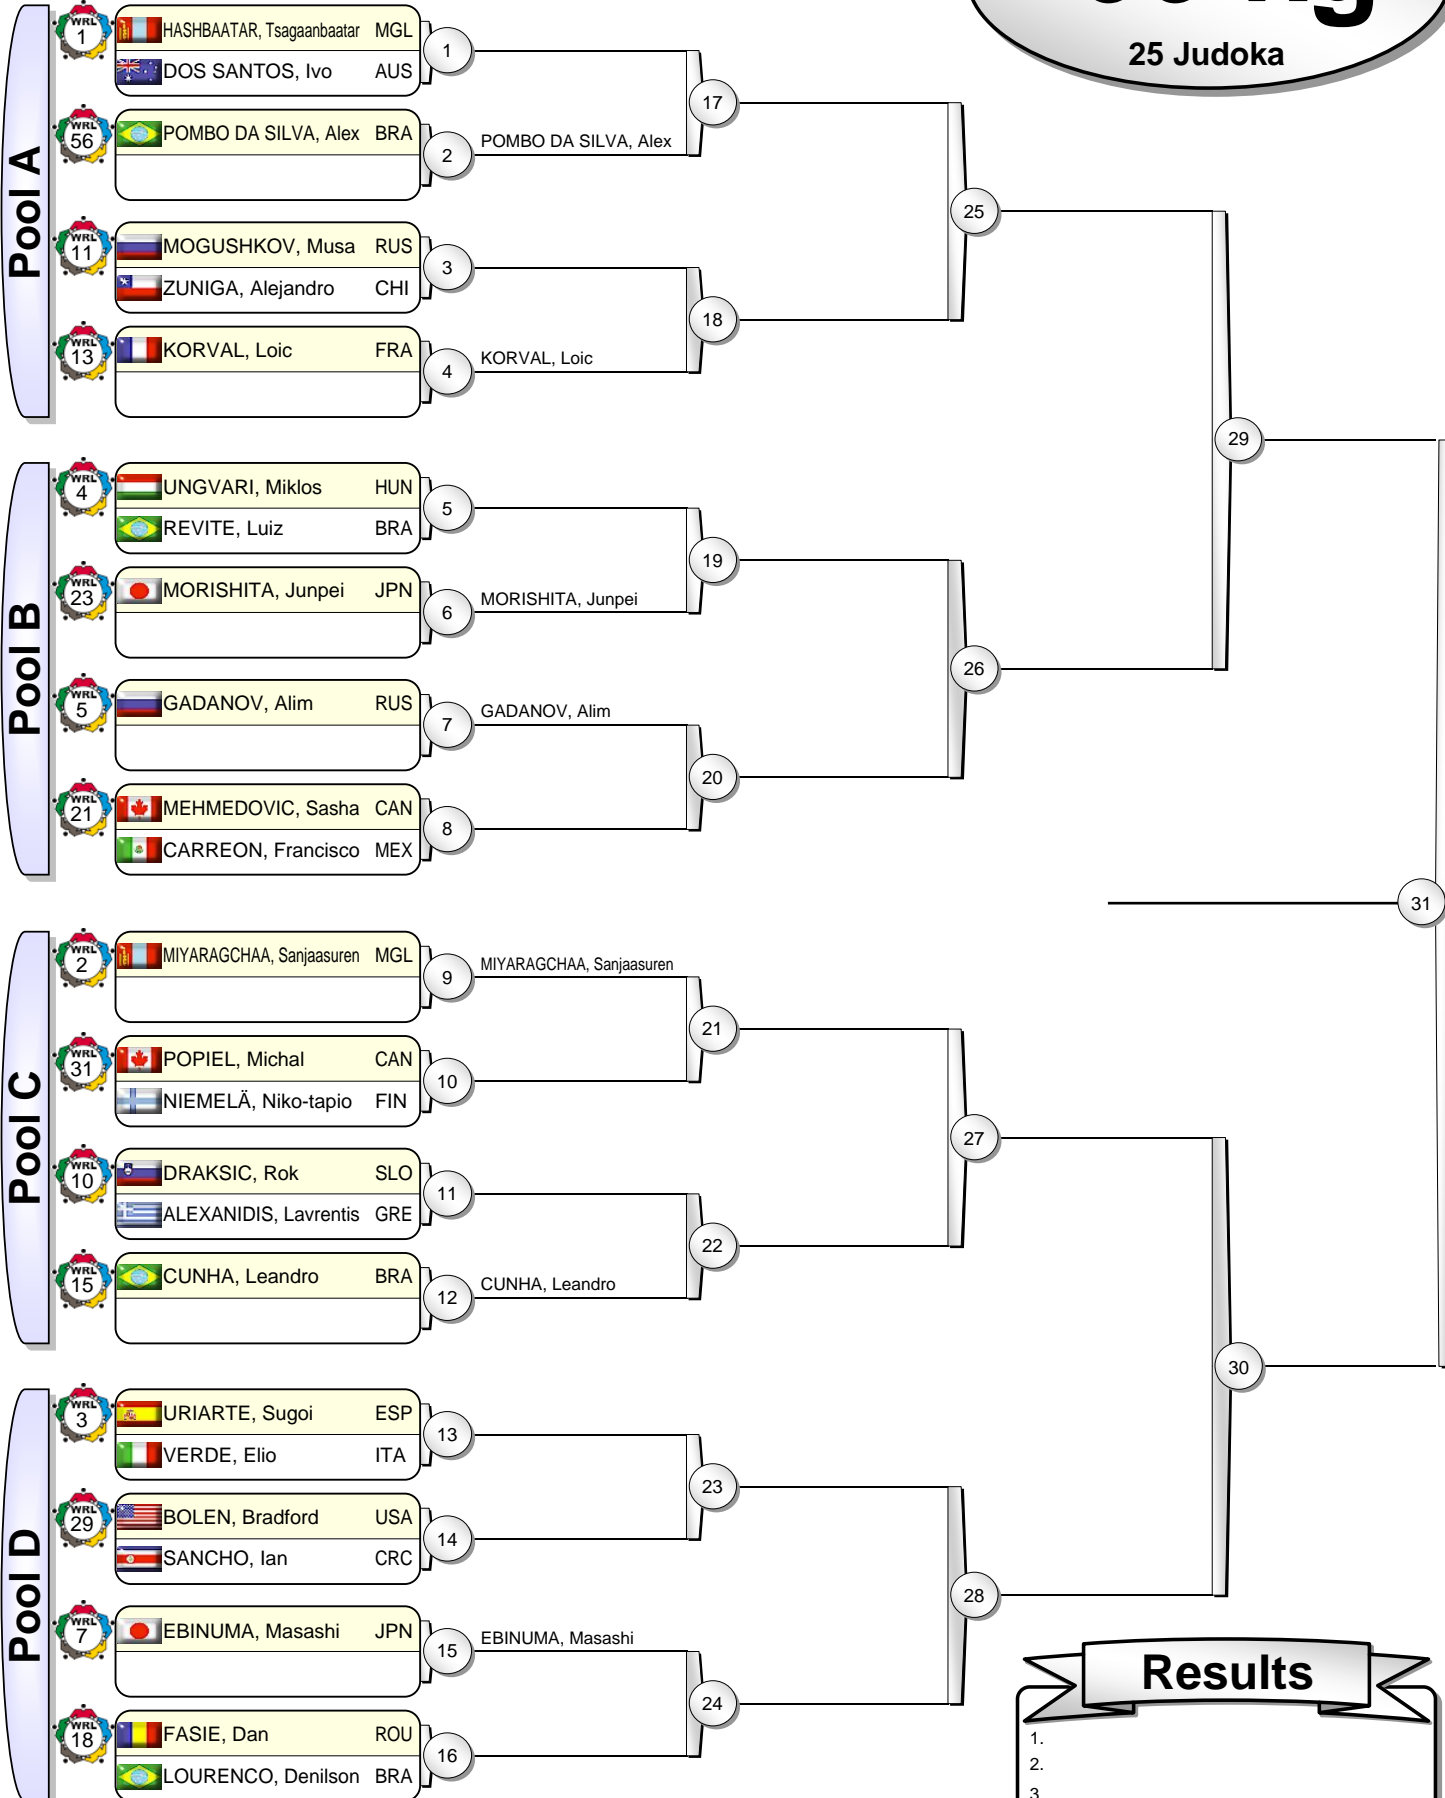 25 Judoka
Pool A
WRL 1
HASHBAATAR, Tsagaanbaatar MGL
DOS SANTOS, Ivo AUS
1
17
WRL 56
POMBO DA SILVA, Alex BRA
2
POMBO DA SILVA, Alex
25
WRL 11
MOGUSHKOV, Musa RUS
ZUNIGA, Alejandro CHI
3
18
WRL 13
KORVAL, Loic FRA
4
KORVAL, Loic
29
Pool B
WRL 4
UNGVARI, Miklos HUN
REVITE, Luiz BRA
5
19
WRL 23
MORISHITA, Junpei JPN
6
MORISHITA, Junpei
26
WRL 5
GADANOV, Alim RUS
7
GADANOV, Alim
20
WRL 21
MEHMEDOVIC, Sasha CAN
CARREON, Francisco MEX
8
31
Pool C
WRL 2
MIYARAGCHAA, Sanjaasuren MGL
9
MIYARAGCHAA, Sanjaasuren
21
WRL 31
POPIEL, Michal CAN
NIEMELÄ, Niko-tapio FIN
10
27
WRL 10
DRAKSIC, Rok SLO
ALEXANIDIS, Lavrentis GRE
11
22
WRL 15
CUNHA, Leandro BRA
12
CUNHA, Leandro
30
Pool D
WRL 3
URIARTE, Sugoi ESP
VERDE, Elio ITA
13
23
WRL 29
BOLEN, Bradford USA
SANCHO, Ian CRC
14
28
WRL 7
EBINUMA, Masashi JPN
15
EBINUMA, Masashi
24
WRL 18
FASIE, Dan ROU
LOURENCO, Denilson BRA
16
Results
1.
2.
3